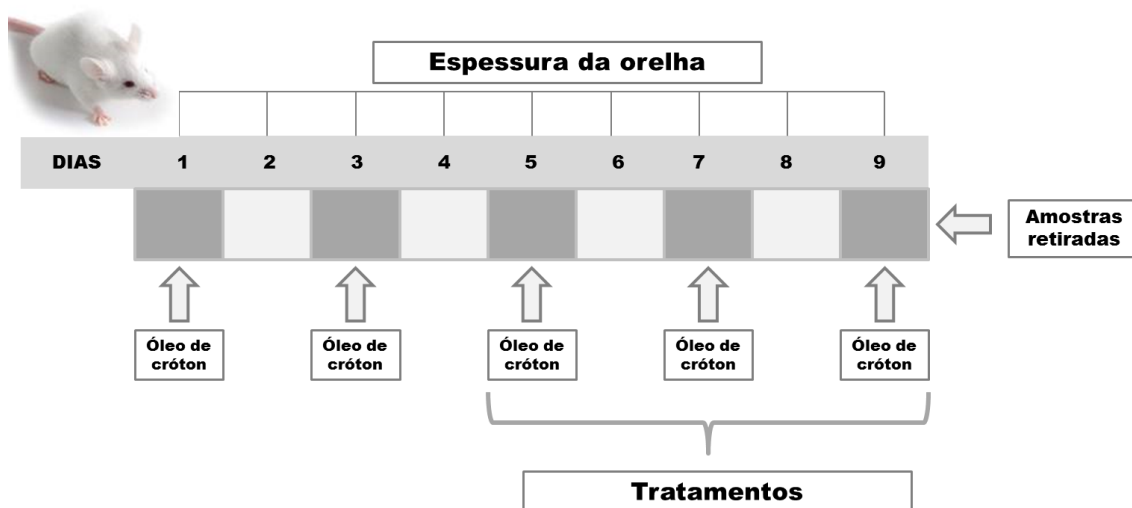 Espessura da orelha
DIAS 1 2 3 4 5 6 7 8 9
Amostras
retiradas
Óleo de
cróton
Óleo de
cróton
Óleo de
cróton
Óleo de
cróton
Óleo de
cróton
Tratamentos